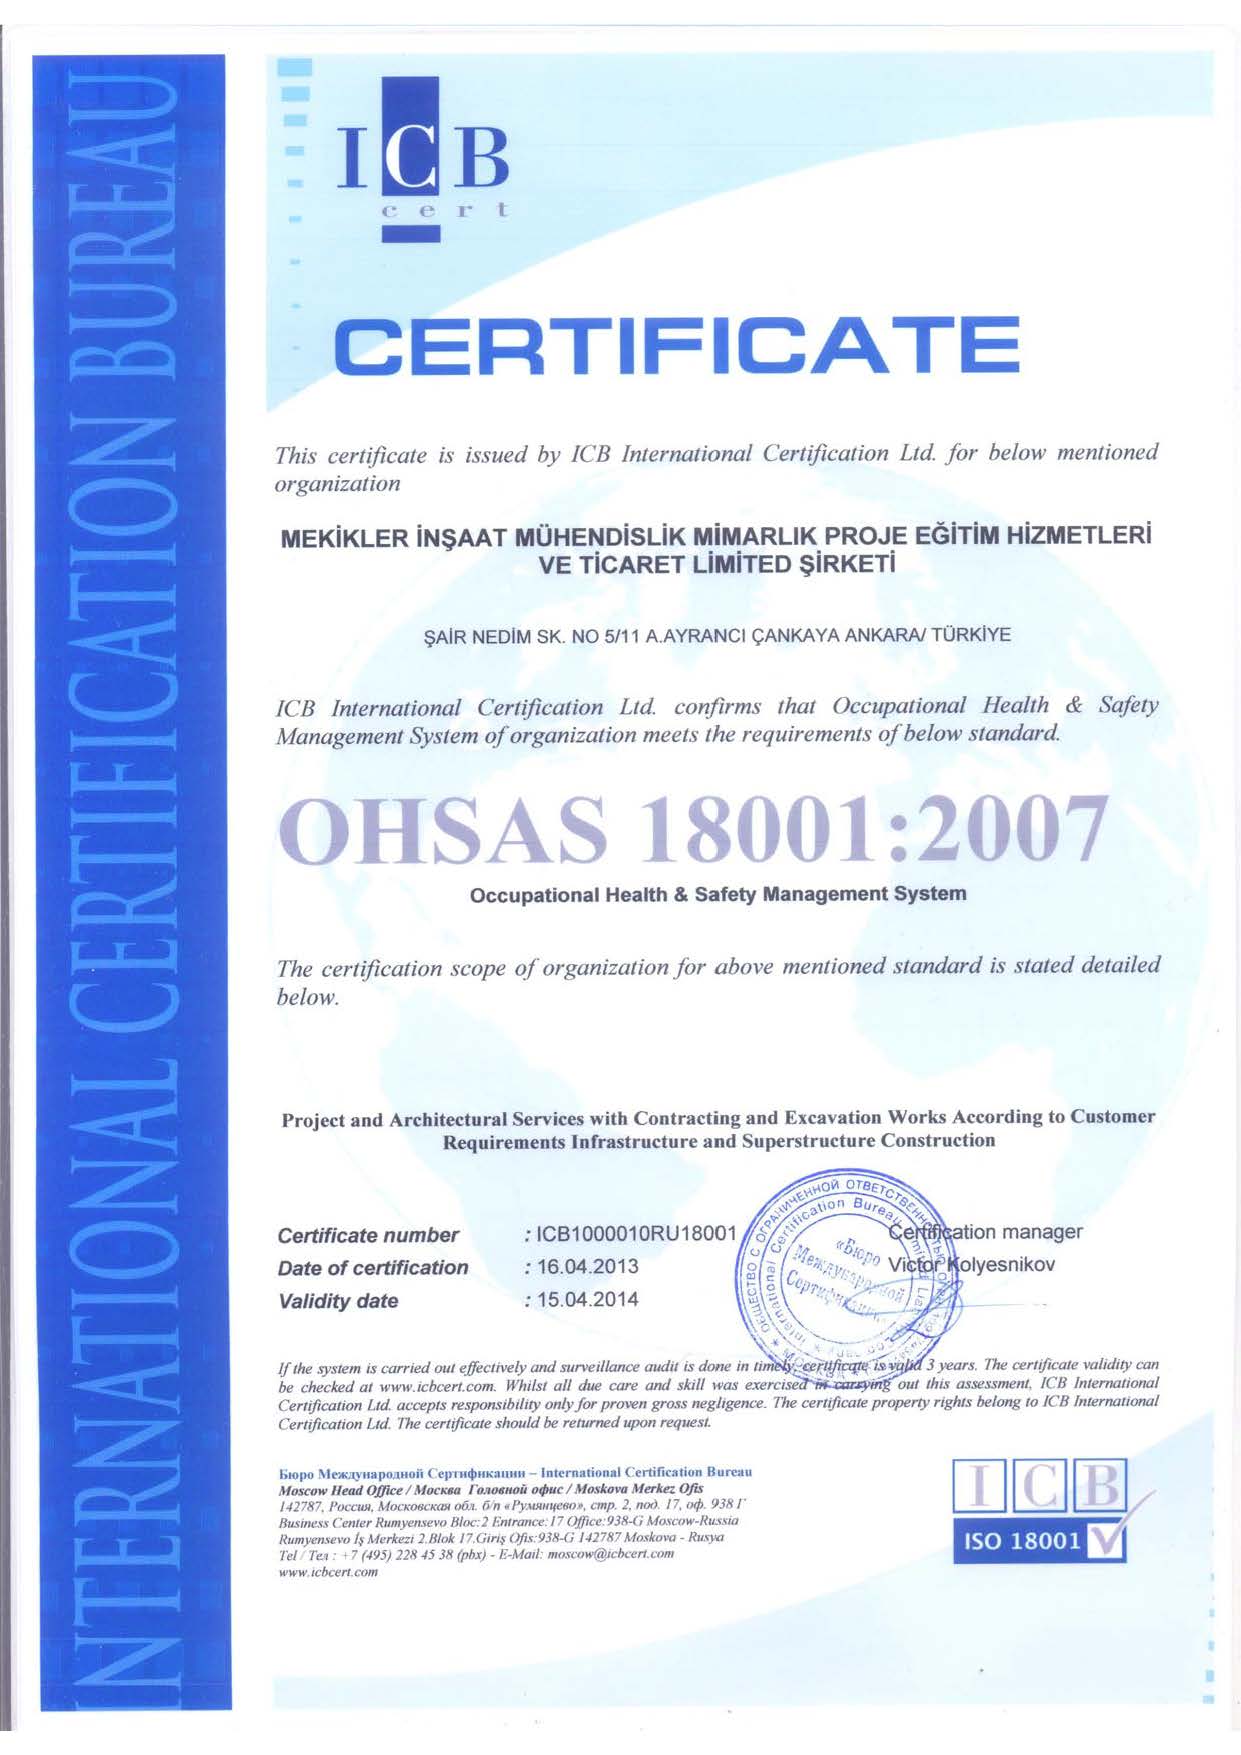 INTERNATIONAL CERTIFICATION BUREAU
ICB
cert
CERTIFICATE
This certificate is issued by ICB International Certification Ltd. for below mentioned
organization
MEKİKLER İNŞAAT MÜHENDİSLİK MİMARLIK PROJE EĞİTİM HİZMETLERİ
VE TİCARET LİMİTED ŞİRKETİ
ŞAİR NEDİM SK. NO 5/11 A.AYRANCI ÇANKAYA ANKARA/ TÜRKİYE
ICB International Certification Ltd. confirms that Occupational Health & Safety
Management System of organization meets the requirements of below standard.
OHSAS 18001:2007
Occupational Health & Safety Management System
The certification scope of organization for above mentioned standard is stated detailed
below.
Project and Architectural Services with Contracting and Excavation Works According to Customer
Requirements Infrastructure and Superstructure Construction
Certificate number : ICB1000010RU18001
Date of certification : 16.04.2013
Validity date : 15.04.2014
Certification manager
Victor Kolyesnikov
ОБЩЕСТВО С ОГРАНИЧЕННОЙ ОТВЕТСТВЕННОСТЬЮ
МОСКВА
International Certification Bureau Limited
«Бюро
Международной
Сертификации»
If the system is carried out effectively and surveillance audit is done in timely, certificate is valid 3 years. The certificate validity can
be checked at www.icbcert.com. Whilst all due care and skill was exercised in carrying out this assessment, ICB International
Certification Ltd. accepts responsibility only for proven gross negligence. The certificate property rights belong to ICB International
Certification Ltd. The certificate should be returned upon request.
Бюро Международной Сертификации – International Certification Bureau
Moscow Head Office / Москва Головной офис / Moskova Merkez Ofis
142787, Россия, Московская обл. б/п «Румянцево», стр. 2, под. 17, оф. 938 Г
Business Center Rumyensevo Bloc:2 Entrance:17 Office:938-G Moscow-Russia
Rumyensevo İş Merkezi 2.Blok 17.Giriş Ofis:938-G 142787 Moskova - Rusya
Tel / Тел : +7 (495) 228 45 38 (pbx) - E-Mail: moscow@icbcert.com
www.icbcert.com
ICB
ISO 18001